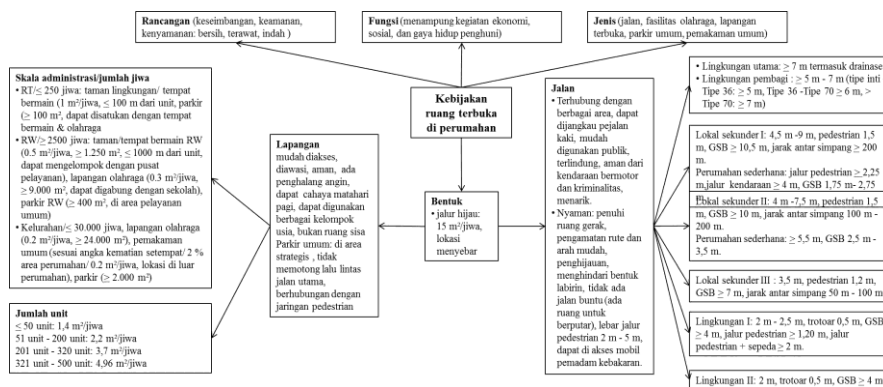 Rancangan (keseimbangan, keamanan,
kenyamanan: bersih, terawat, indah )
Fungsi (menampung kegiatan ekonomi,
sosial, dan gaya hidup penghuni)
Jenis (jalan, fasilitas olahraga, lapangan
terbuka, parkir umum, pemakaman umum)
Skala administrasi/jumlah jiwa
• RT/≤ 250 jiwa: taman lingkungan/ tempat
bermain (1 m²/jiwa, ≤ 100 m dari unit, parkir
(≥ 100 m², dapat disatukan dengan tempat
bermain & olahraga
• RW/≥ 2500 jiwa: taman/tempat bermain RW
(0.5 m²/jiwa, ≥ 1.250 m², ≤ 1000 m dari unit,
dapat mengelompok dengan pusat
pelayanan), lapangan olahraga (0.3 m²/jiwa,
≥ 9.000 m², dapat digabung dengan sekolah),
parkir RW (≥ 400 m², di area pelayanan
umum)
• Kelurahan/≤ 30.000 jiwa, lapangan olahraga
(0.2 m²/jiwa, ≥ 24.000 m²), pemakaman
umum (sesuai angka kematian setempat/ 2 %
area perumahan/ 0.2 m²/jiwa, lokasi di luar
perumahan), parkir (≥ 2.000 m²)
Jumlah unit
≤ 50 unit: 1,4 m²/jiwa
51 unit - 200 unit: 2,2 m²/jiwa
201 unit - 320 unit: 3,7 m²/jiwa
321 unit - 500 unit: 4,96 m²/jiwa
Lapangan
mudah diakses,
diawasi, aman, ada
penghalang angin,
dapat cahaya matahari
pagi, dapat digunakan
berbagai kelompok
usia, bukan ruang sisa
Parkir umum: di area
strategis , tidak
memotong lalu lintas
jalan utama,
berhubungan dengan
jaringan pedestrian
Kebijakan
ruang terbuka
di perumahan
Bentuk
• jalur hijau:
15 m²/jiwa,
lokasi
menyebar
Jalan
• Terhubung dengan
berbagai area, dapat
dijangkau pejalan
kaki, mudah
digunakan publik,
terlindung, aman dari
kendaraan bermotor
dan kriminalitas,
menarik.
• Nyaman: penuhi
ruang gerak,
pengamatan rute dan
arah mudah,
penghijauan,
menghindari bentuk
labirin, tidak ada
jalan buntu (ada
ruang untuk
berputar), lebar jalur
pedestrian 2 m - 5 m,
dapat di akses mobil
pemadam kebakaran.
• Lingkungan utama: ≥ 7 m termasuk drainase
• Lingkungan pembagi : ≥ 5 m - 7 m (tipe inti
Tipe 36: ≥ 5 m, Tipe 36 -Tipe 70 ≥ 6 m, >
Tipe 70: ≥ 7 m)
Lokal sekunder I: 4,5 m -9 m, pedestrian 1,5
m, GSB ≥ 10,5 m, jarak antar simpang ≥ 200
m.
Perumahan sederhana: jalur pedestrian ≥ 2,25
m,jalur kendaraan ≥ 4 m, GSB 1,75 m- 2,75
m
Lokal sekunder II: 4 m -7,5 m, pedestrian 1,5
m, GSB ≥ 10 m, jarak antar simpang 100 m -
200 m.
Perumahan sederhana: ≥ 5,5 m, GSB 2,5 m -
3,5 m.
Lokal sekunder III : 3,5 m, pedestrian 1,2 m,
GSB ≥ 7 m, jarak antar simpang 50 m - 100 m
Lingkungan I: 2 m - 2,5 m, trotoar 0,5 m, GSB
≥ 4 m, jalur pedestrian ≥ 1,20 m, jalur
pedestrian + sepeda ≥ 2 m.
Lingkungan II: 2 m, trotoar 0,5 m, GSB ≥ 4 m